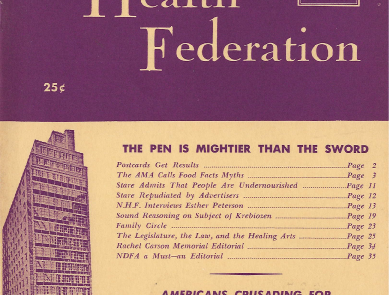 Health
Federation
25¢
THE PEN IS MIGHTIER THAN THE SWORD
Postcards Get Results ... Page 2
The AMA Calls Food Facts Myths ... Page 3
Stare Admits That People Are Undernourished ... Page 11
Stare Repudiated by Advertisers ... Page 12
N.H.F. Interviews Esther Peterson ... Page 13
Sound Reasoning on Subject of Krebiozen ... Page 19
Family Circle ... Page 23
The Legislature, the Law, and the Healing Arts ... Page 25
Rachel Carson Memorial Editorial ... Page 34
NDFA a Must—an Editorial ... Page 35
AMERICANS CRUSADING FOR